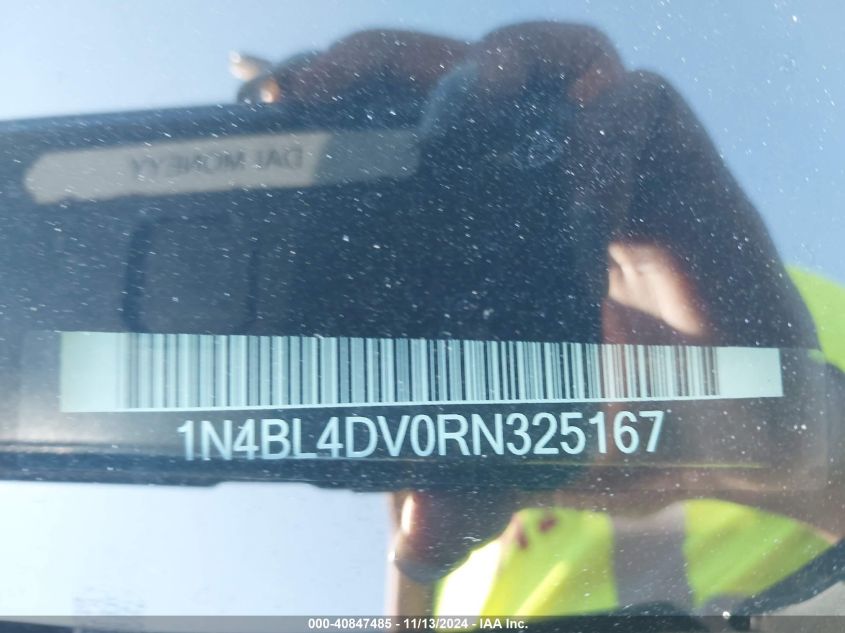 1N4BL4DV0RN325167
000-40847485 - 11/13/2024 - IAA Inc.